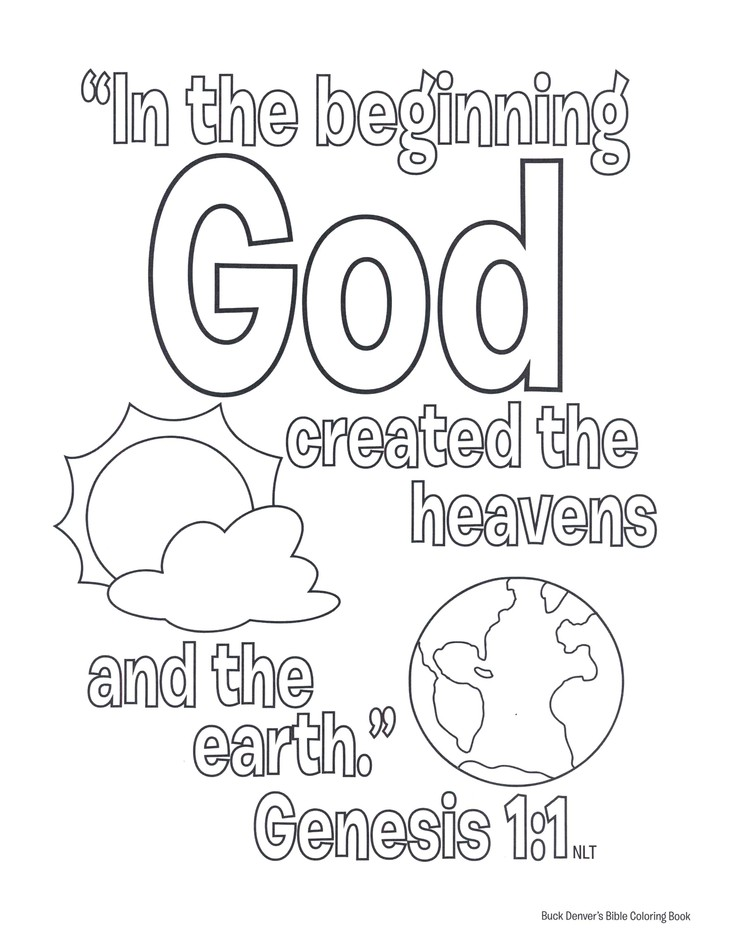 “In the beginning
God
created the
heavens
and the
earth.”
Genesis 1:1 NLT
Buck Denver's Bible Coloring Book